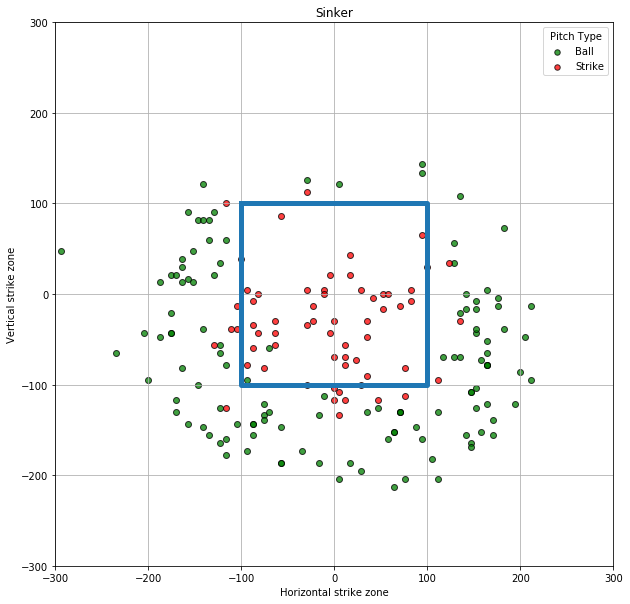 Sinker
Pitch Type
Ball
Strike
300
200
100
0
−100
−200
−300
Vertical strike zone
−300
−200
−100
0
100
200
300
Horizontal strike zone